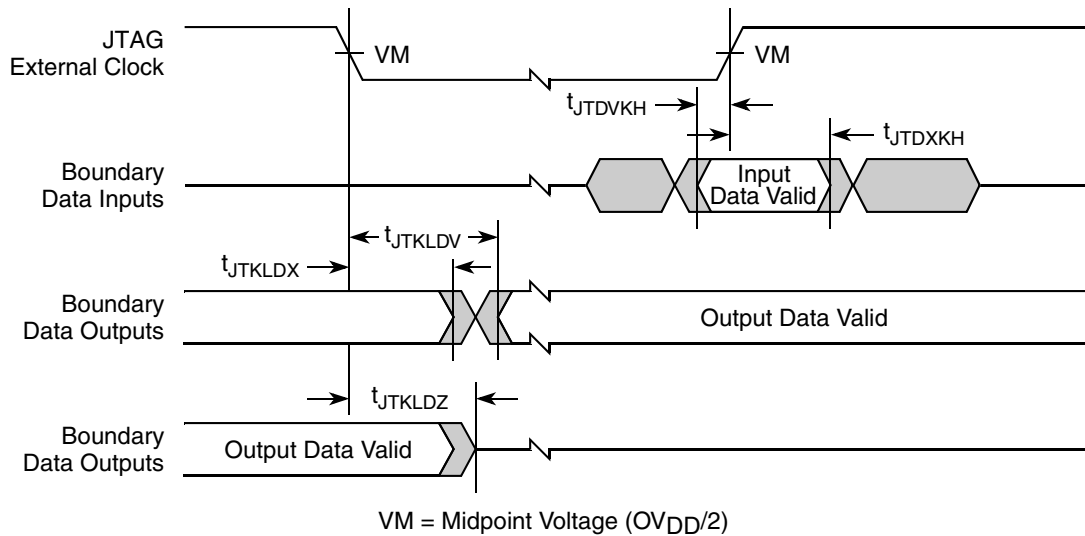 JTAG
External Clock
VM
VM
tJTDVKH
tJTDXKH
Boundary
Data Inputs
Input
Data Valid
tJTKLDV
tJTKLDX
Boundary
Data Outputs
Output Data Valid
tJTKLDZ
Boundary
Data Outputs
Output Data Valid
VM = Midpoint Voltage (OVDD/2)